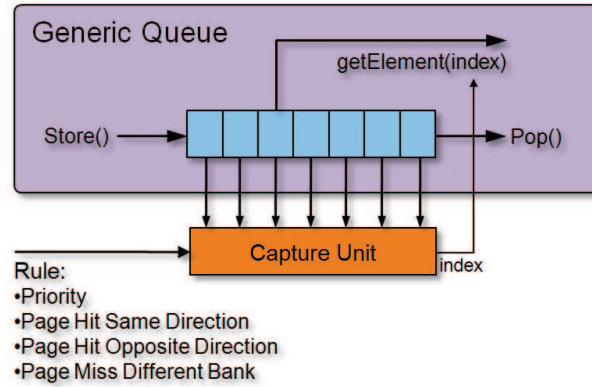 Generic Queue
getElement(index)
Store()
Pop()
Capture Unit
index
Rule:
•Priority
•Page Hit Same Direction
•Page Hit Opposite Direction
•Page Miss Different Bank